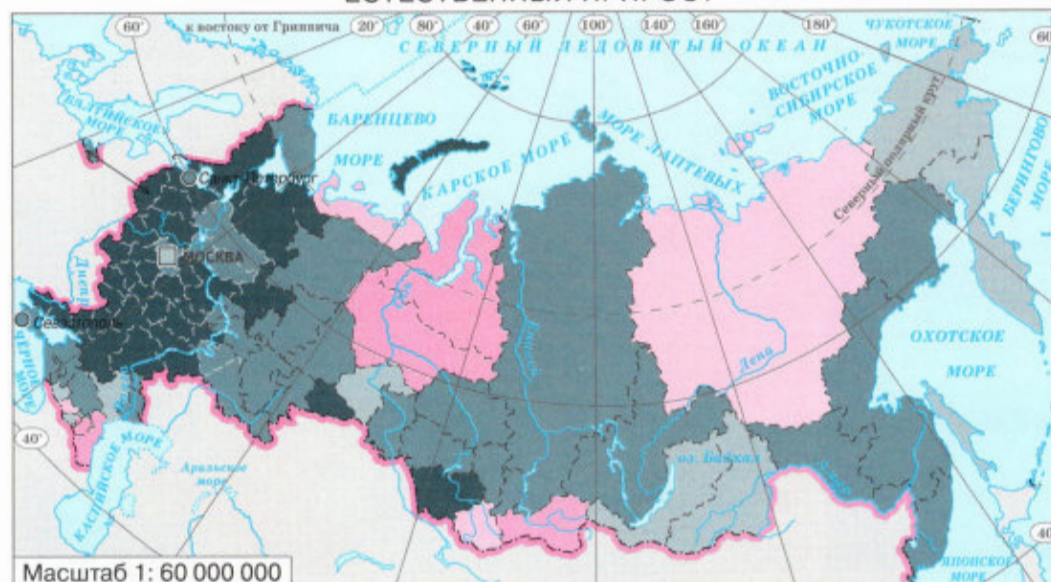 ЕСТЕСТВЕННЫЙ ПРИРОСТ
60°
к востоку от Гринвича
20°
80°
40°
60°
100°
140°
160°
180°
60
СЕВЕРНЫЙ ЛЕДОВИТЫЙ ОКЕАН
ЧУКОТСКОЕ
МОРЕ
ВОСТОЧНО-
СИБИРСКОЕ
МОРЕ
БАЛТИЙСКОЕ
МОРЕ
БАРЕНЦЕВО
МОРЕ
КАРСКОЕ МОРЕ
МОРЕ ЛАПТЕВЫХ
Северный полярный круг
БЕРИНГОВО
МОРЕ
Санкт-Петербург
МОСКВА
Днепр
Севастополь
ЧЕРНОЕ
МОРЕ
Лена
ОХОТСКОЕ
МОРЕ
40°
КАСПИЙСКОЕ МОРЕ
Аральское
море
оз. Байкал
40
ЯПОНСКОЕ
МОРЕ
Масштаб 1: 60 000 000